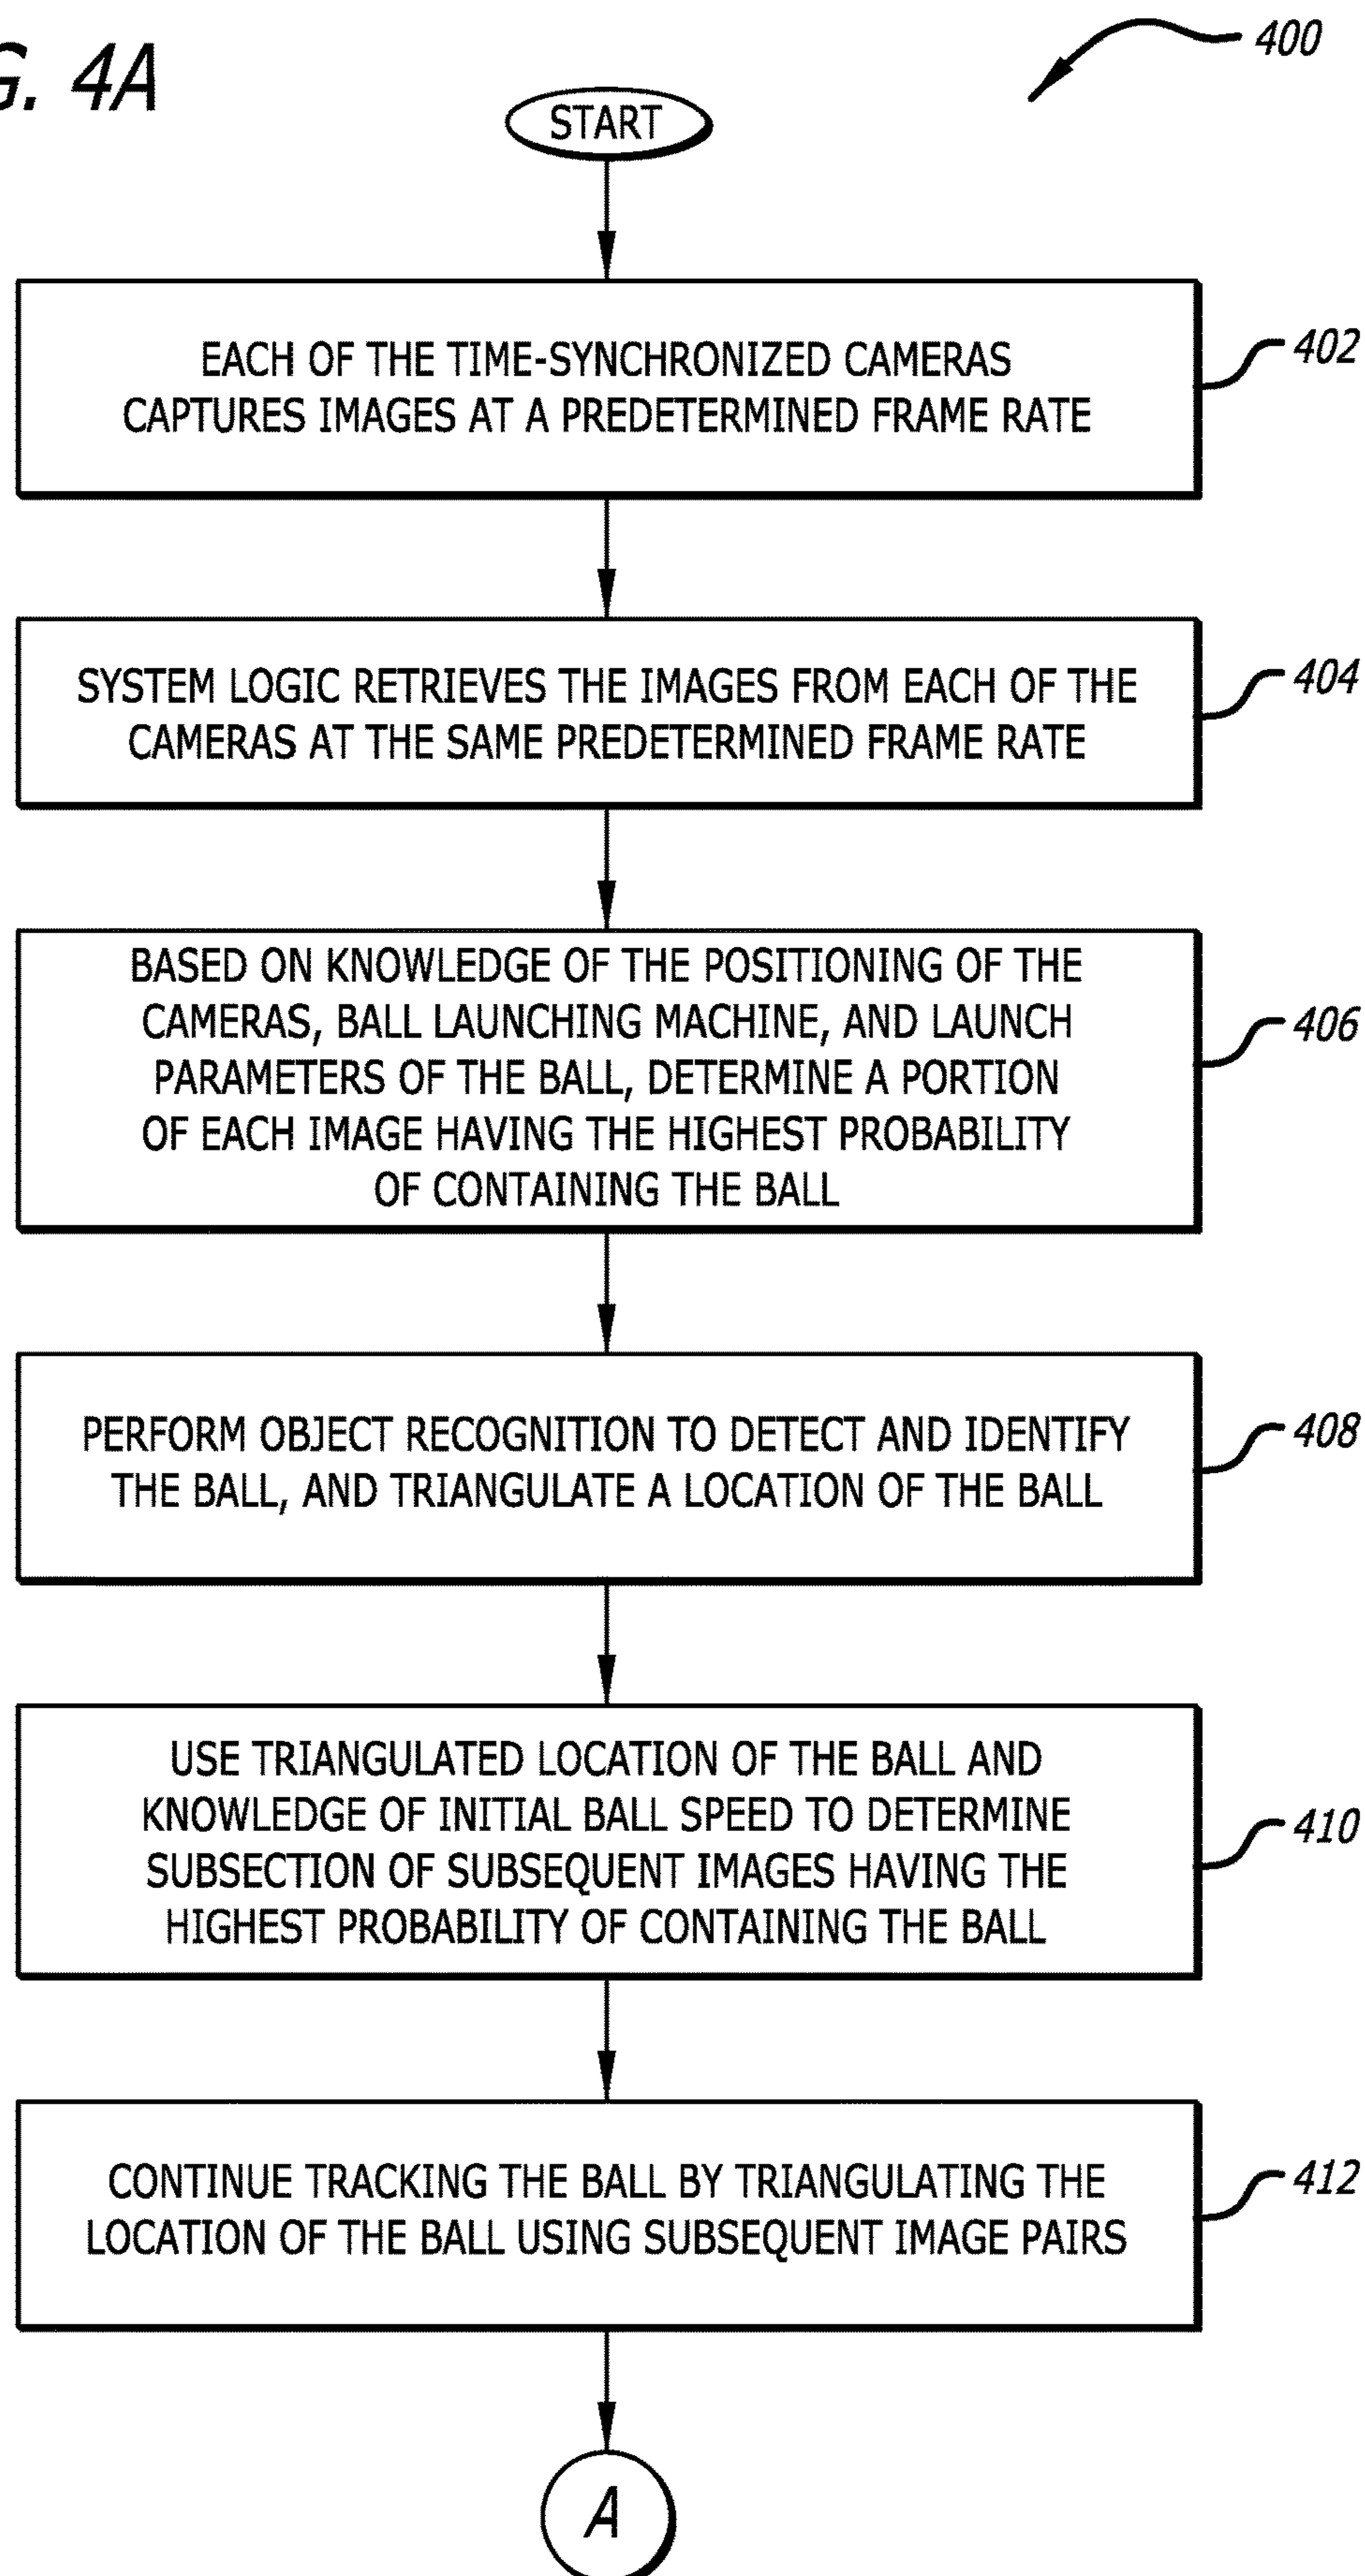 G. 4A
400
START
EACH OF THE TIME-SYNCHRONIZED CAMERAS
CAPTURES IMAGES AT A PREDETERMINED FRAME RATE
402
SYSTEM LOGIC RETRIEVES THE IMAGES FROM EACH OF THE
CAMERAS AT THE SAME PREDETERMINED FRAME RATE
404
BASED ON KNOWLEDGE OF THE POSITIONING OF THE
CAMERAS, BALL LAUNCHING MACHINE, AND LAUNCH
PARAMETERS OF THE BALL, DETERMINE A PORTION
OF EACH IMAGE HAVING THE HIGHEST PROBABILITY
OF CONTAINING THE BALL
406
PERFORM OBJECT RECOGNITION TO DETECT AND IDENTIFY
THE BALL, AND TRIANGULATE A LOCATION OF THE BALL
408
USE TRIANGULATED LOCATION OF THE BALL AND
KNOWLEDGE OF INITIAL BALL SPEED TO DETERMINE
SUBSECTION OF SUBSEQUENT IMAGES HAVING THE
HIGHEST PROBABILITY OF CONTAINING THE BALL
410
CONTINUE TRACKING THE BALL BY TRIANGULATING THE
LOCATION OF THE BALL USING SUBSEQUENT IMAGE PAIRS
412
A